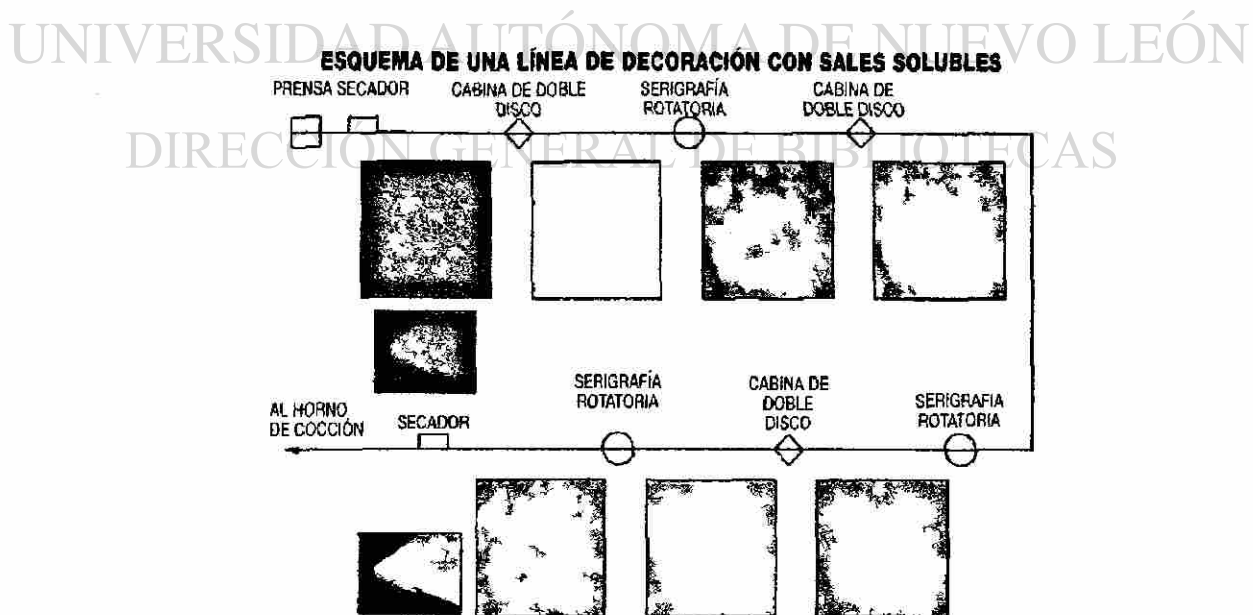 UNIVERSIDAD AUTÓNOMA DE NUEVO LEÓN
ESQUEMA DE UNA LÍNEA DE DECORACIÓN CON SALES SOLUBLES
PRENSA SECADOR
CABINA DE DOBLE
DISCO
SERIGRAFÍA
ROTATORIA
CABINA DE
DOBLE DISCO
DIRECCIÓN GENERAL DE BIBLIOTECAS
AL HORNO
DE COCCIÓN
SECADOR
SERIGRAFÍA
ROTATORIA
CABINA DE
DOBLE
DISCO
SERIGRAFIA
ROTATORIA